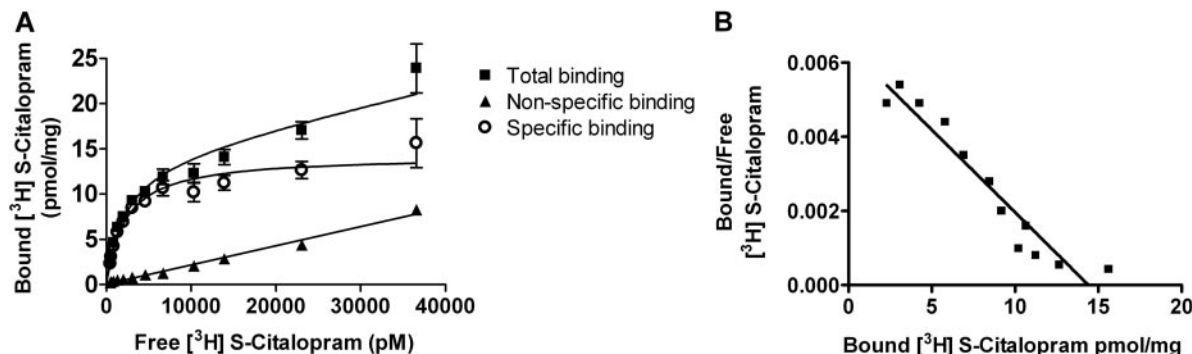 A
Bound [³H] S-Citalopram
(pmol/mg)
25
20
15
10
5
0
0
10000
20000
30000
40000
Free [³H] S-Citalopram (pM)
Total binding
Non-specific binding
Specific binding
B
Bound/Free
[³H] S-Citalopram
0.006
0.004
0.002
0.000
0
5
10
15
20
Bound [³H] S-Citalopram pmol/mg